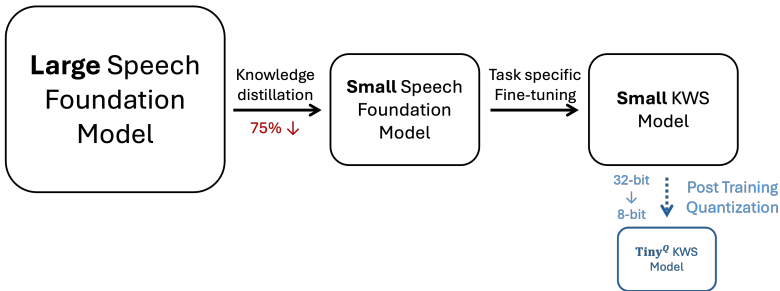 Large Speech
Foundation
Model
Knowledge
distillation
75% ↓
Small Speech
Foundation
Model
Task specific
Fine-tuning
Small KWS
Model
32-bit
↓
8-bit
Post Training
Quantization
Tiny^Q KWS
Model